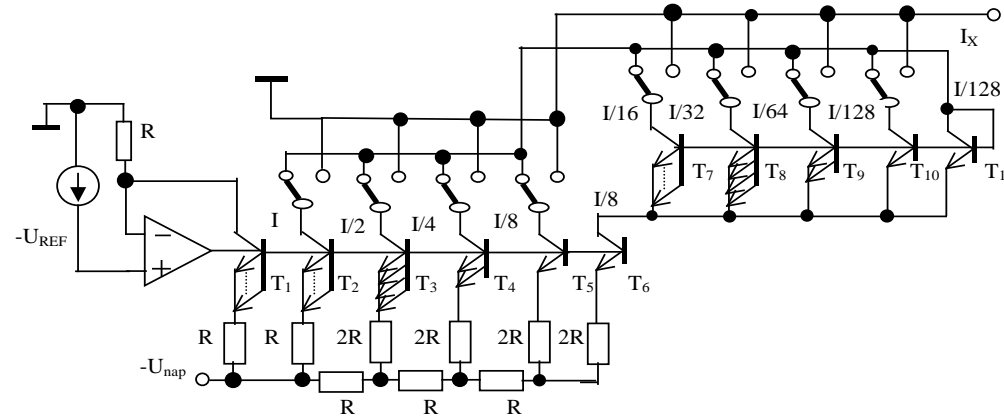 I_X
I/16 I/32 I/64 I/128 I/128
R
T_7 T_8 T_9 T_10 T_1
-U_REF
− +
I I/2 I/4 I/8 I/8
T_1 T_2 T_3 T_4 T_5 T_6
R R 2R 2R 2R 2R
-U_nap
R R R